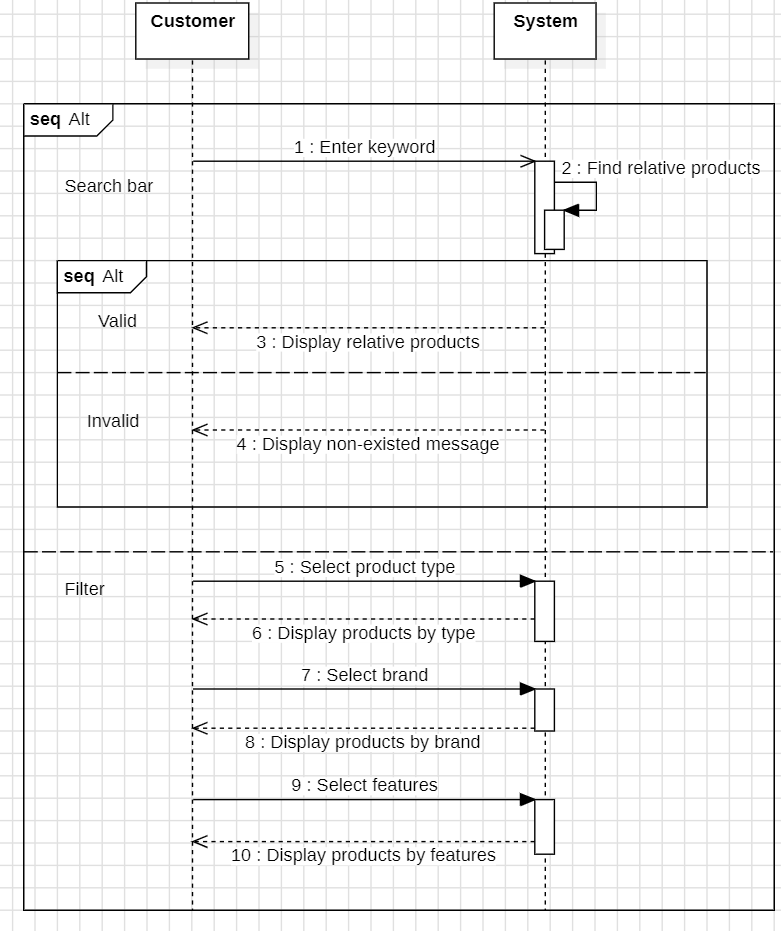 Customer
System
seq Alt
1 : Enter keyword
2 : Find relative products
Search bar
seq Alt
Valid
3 : Display relative products
Invalid
4 : Display non-existed message
5 : Select product type
Filter
6 : Display products by type
7 : Select brand
8 : Display products by brand
9 : Select features
10 : Display products by features